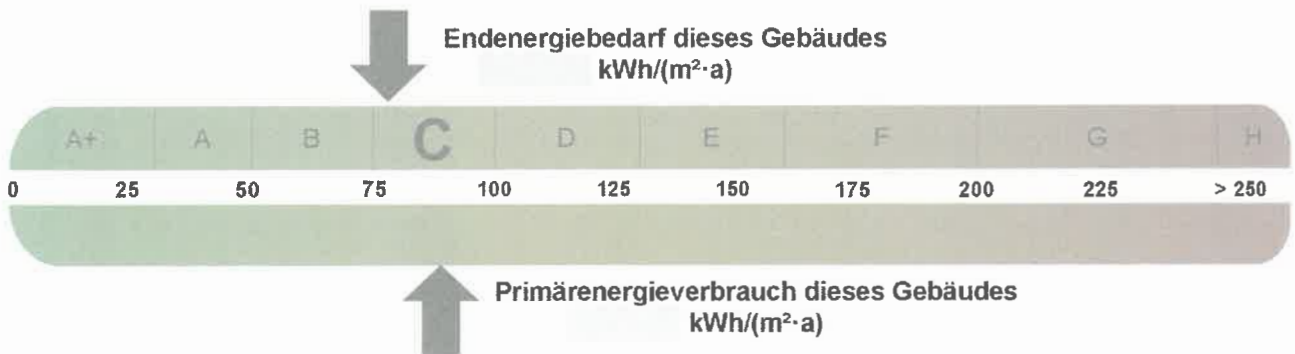 Endenergiebedarf dieses Gebäudes
kWh/(m²·a)
A+ A B C D E F G H
0 25 50 75 100 125 150 175 200 225 > 250
Primärenergieverbrauch dieses Gebäudes
kWh/(m²·a)